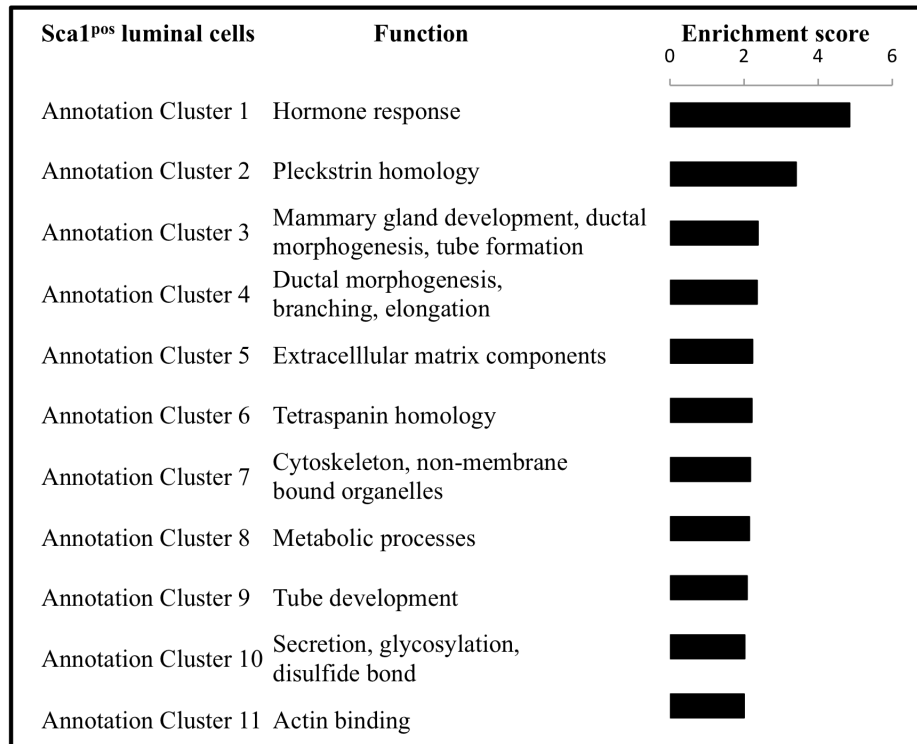 Sca1pos luminal cells Function Enrichment score
0 2 4 6
Annotation Cluster 1 Hormone response
Annotation Cluster 2 Pleckstrin homology
Annotation Cluster 3 Mammary gland development, ductal
morphogenesis, tube formation
Annotation Cluster 4 Ductal morphogenesis,
branching, elongation
Annotation Cluster 5 Extracelllular matrix components
Annotation Cluster 6 Tetraspanin homology
Annotation Cluster 7 Cytoskeleton, non-membrane
bound organelles
Annotation Cluster 8 Metabolic processes
Annotation Cluster 9 Tube development
Annotation Cluster 10 Secretion, glycosylation,
disulfide bond
Annotation Cluster 11 Actin binding